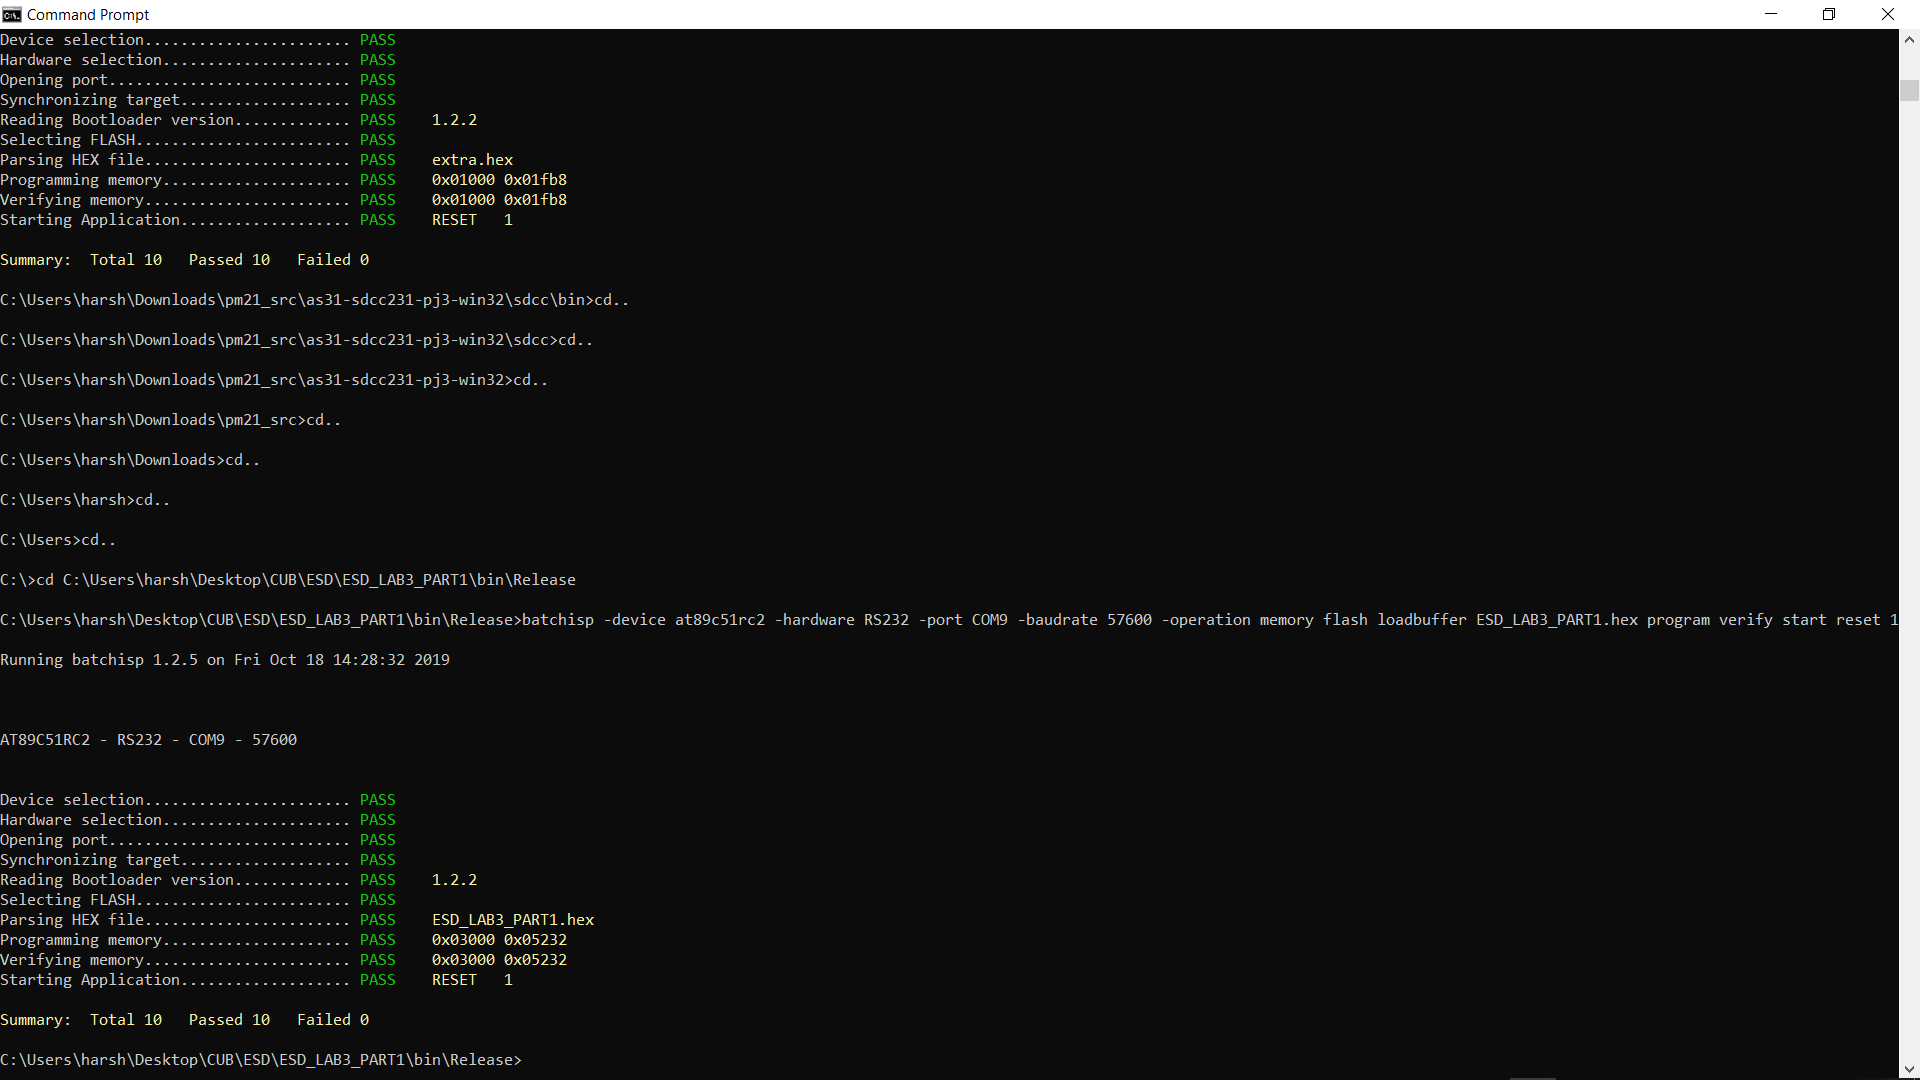 Command Prompt
Device selection....................... PASS
Hardware selection..................... PASS
Opening port........................... PASS
Synchronizing target................... PASS
Reading Bootloader version............. PASS    1.2.2
Selecting FLASH........................ PASS
Parsing HEX file....................... PASS    extra.hex
Programming memory..................... PASS    0x01000 0x01fb8
Verifying memory....................... PASS    0x01000 0x01fb8
Starting Application................... PASS    RESET   1
Summary:  Total 10   Passed 10   Failed 0
C:\Users\harsh\Downloads\pm21_src\as31-sdcc231-pj3-win32\sdcc\bin>cd..
C:\Users\harsh\Downloads\pm21_src\as31-sdcc231-pj3-win32\sdcc>cd..
C:\Users\harsh\Downloads\pm21_src\as31-sdcc231-pj3-win32>cd..
C:\Users\harsh\Downloads\pm21_src>cd..
C:\Users\harsh\Downloads>cd..
C:\Users\harsh>cd..
C:\Users>cd..
C:\>cd C:\Users\harsh\Desktop\CUB\ESD\ESD_LAB3_PART1\bin\Release
C:\Users\harsh\Desktop\CUB\ESD\ESD_LAB3_PART1\bin\Release>batchisp -device at89c51rc2 -hardware RS232 -port COM9 -baudrate 57600 -operation memory flash loadbuffer ESD_LAB3_PART1.hex program verify start reset 1
Running batchisp 1.2.5 on Fri Oct 18 14:28:32 2019
AT89C51RC2 - RS232 - COM9 - 57600
Device selection....................... PASS
Hardware selection..................... PASS
Opening port........................... PASS
Synchronizing target................... PASS
Reading Bootloader version............. PASS    1.2.2
Selecting FLASH........................ PASS
Parsing HEX file....................... PASS    ESD_LAB3_PART1.hex
Programming memory..................... PASS    0x03000 0x05232
Verifying memory....................... PASS    0x03000 0x05232
Starting Application................... PASS    RESET   1
Summary:  Total 10   Passed 10   Failed 0
C:\Users\harsh\Desktop\CUB\ESD\ESD_LAB3_PART1\bin\Release>